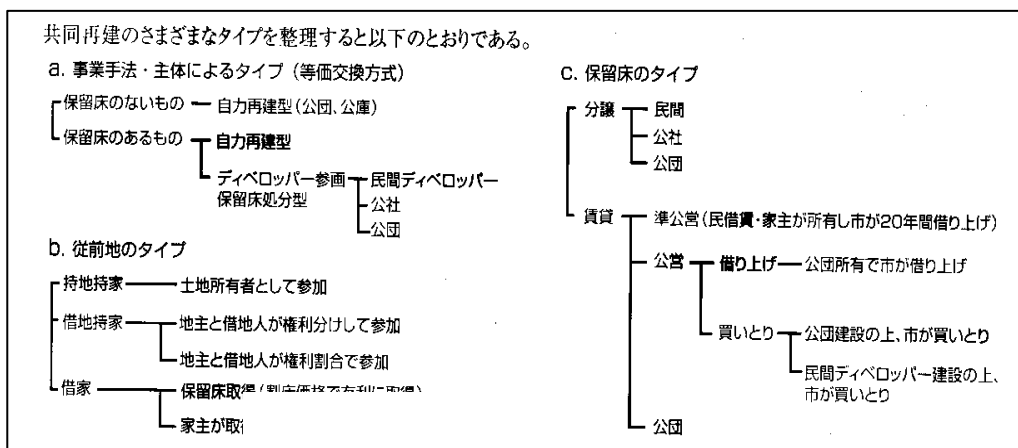 共同再建のさまざまなタイプを整理すると以下のとおりである。
a. 事業手法・主体によるタイプ（等価交換方式）
保留床のないもの
自力再建型（公団、公庫）
保留床のあるもの
自力再建型
ディベロッパー参画
保留床処分型
民間ディベロッパー
公社
公団
b. 従前地のタイプ
持地持家
土地所有者として参加
借地持家
地主と借地人が権利分けして参加
地主と借地人が権利割合で参加
借家
保留床取得
家主が取
c. 保留床のタイプ
分譲
民間
公社
公団
賃貸
準公営（民借賃・家主が所有し市が20年間借り上げ）
公営
借り上げ
公団所有で市が借り上げ
買いとり
公団建設の上、市が買いとり
民間ディベロッパー建設の上、
市が買いとり
公団